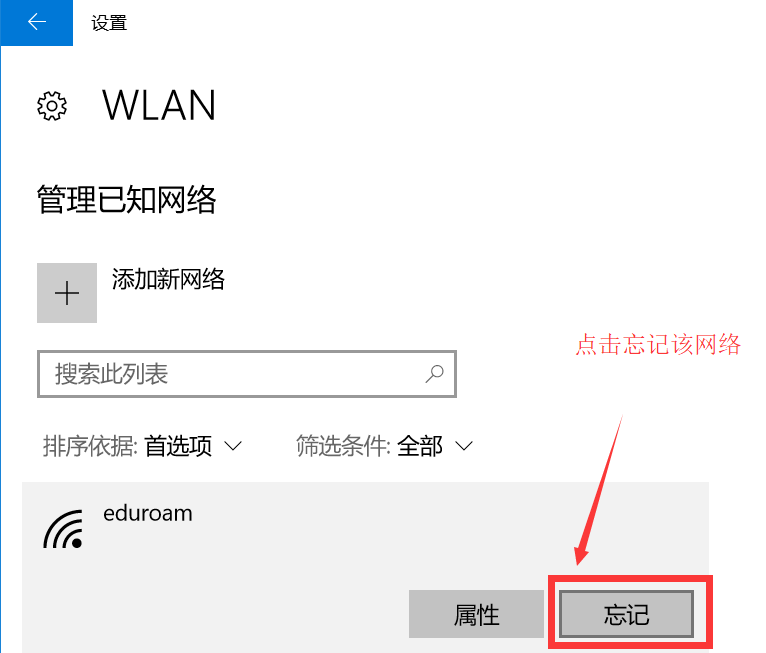 设置
WLAN
管理已知网络
添加新网络
点击忘记该网络
搜索此列表
排序依据: 首选项 筛选条件: 全部
eduroam
属性 忘记